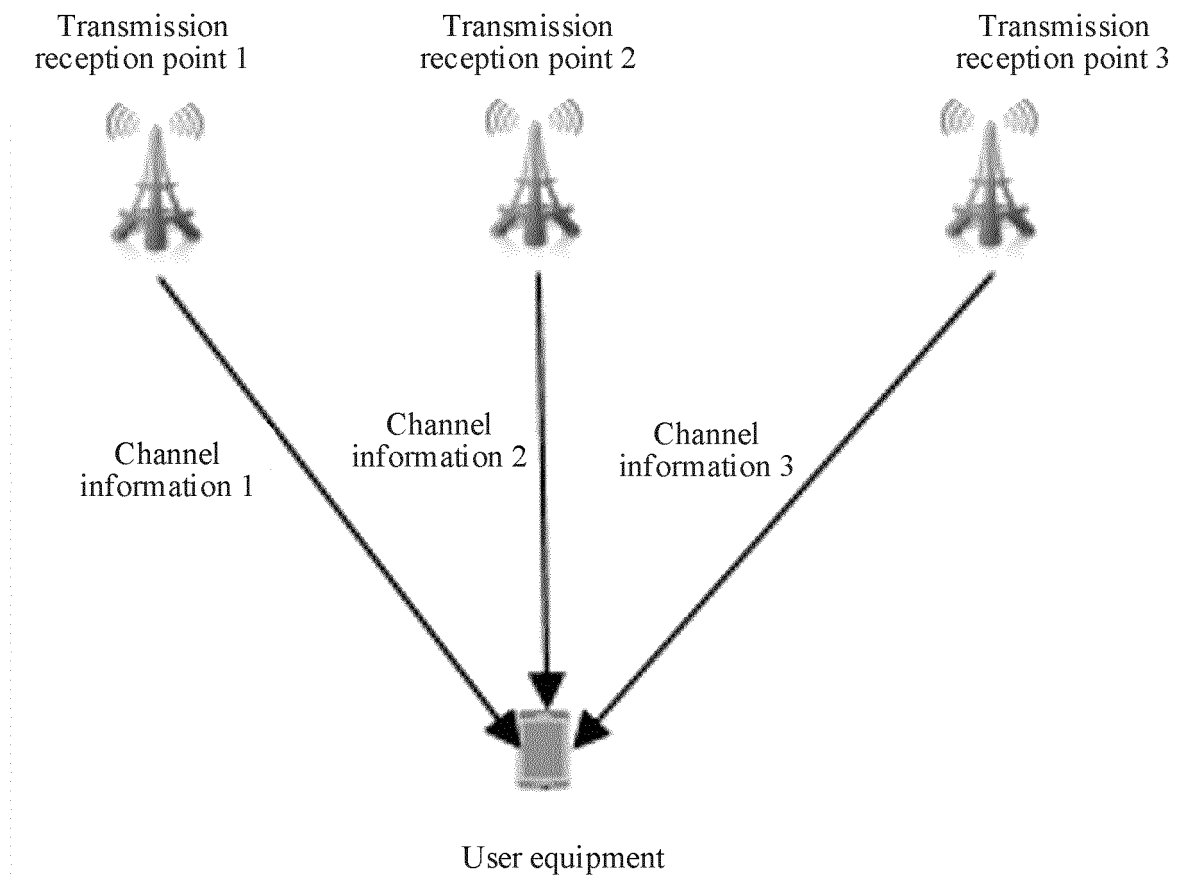 Transmission
reception point 1
Transmission
reception point 2
Transmission
reception point 3
Channel
information 1
Channel
information 2
Channel
information 3
User equipment